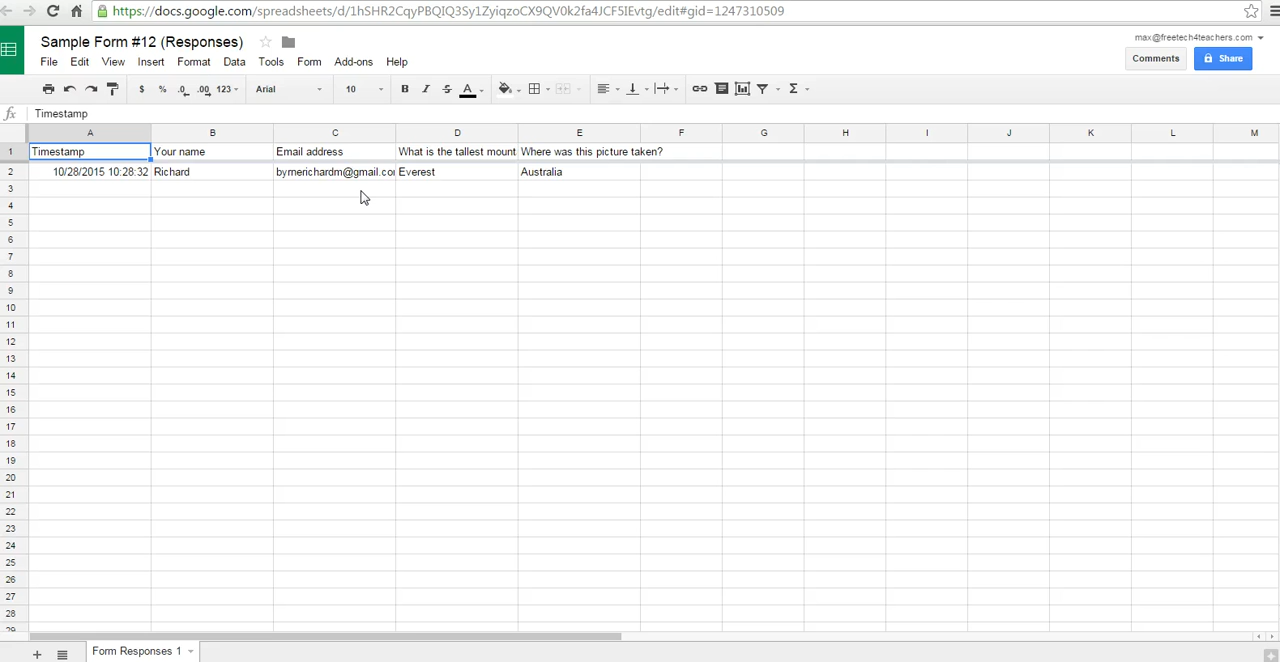 https://docs.google.com/spreadsheets/d/1hSHR2CqyPBQIQ3Sy1ZyiqzoCX9QV0k2fa4JCF5IEvtg/edit#gid=1247310509
Sample Form #12 (Responses)
max@freetech4teachers.com
File Edit View Insert Format Data Tools Form Add-ons Help
Comments Share
$ % .0 .00 123 Arial 10 B I S A Σ
fx Timestamp
A B C D E F G H I J K L M
1 Timestamp Your name Email address What is the tallest mount Where was this picture taken?
2 10/28/2015 10:28:32 Richard byrnerichardm@gmail.co Everest Australia
3
4
5
6
7
8
9
10
11
12
13
14
15
16
17
18
19
20
21
22
23
24
25
26
27
28
29
+ Form Responses 1